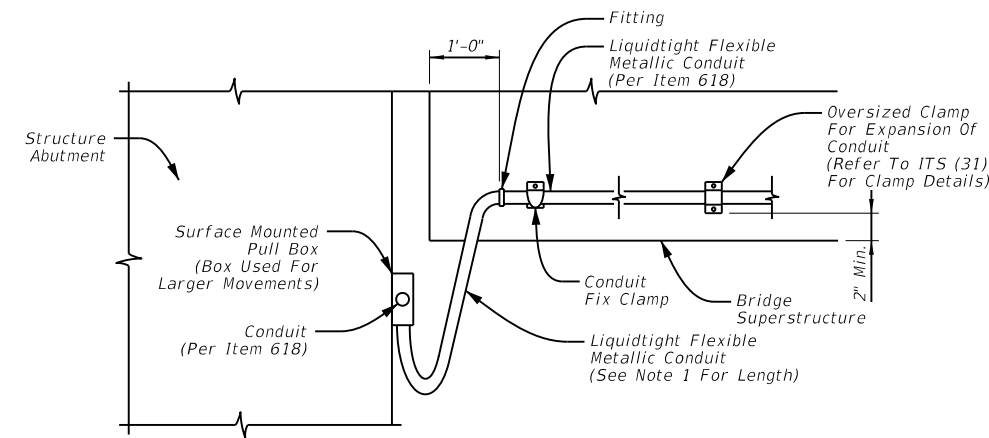 Fitting
1'-0"
Liquidtight Flexible
Metallic Conduit
(Per Item 618)
Oversized Clamp
For Expansion Of
Conduit
(Refer To ITS (31)
For Clamp Details)
Structure
Abutment
Surface Mounted
Pull Box
(Box Used For
Larger Movements)
2" Min.
Conduit
Fix Clamp
Bridge
Superstructure
Conduit
(Per Item 618)
Liquidtight Flexible
Metallic Conduit
(See Note 1 For Length)